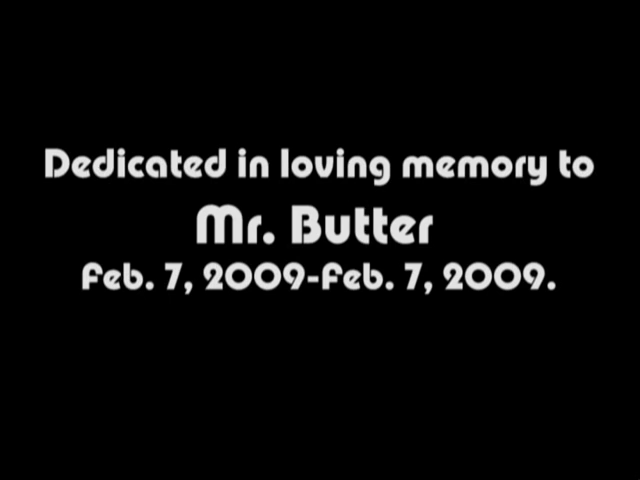 Dedicated in loving memory to
Mr. Butter
Feb. 7, 2009-Feb. 7, 2009.